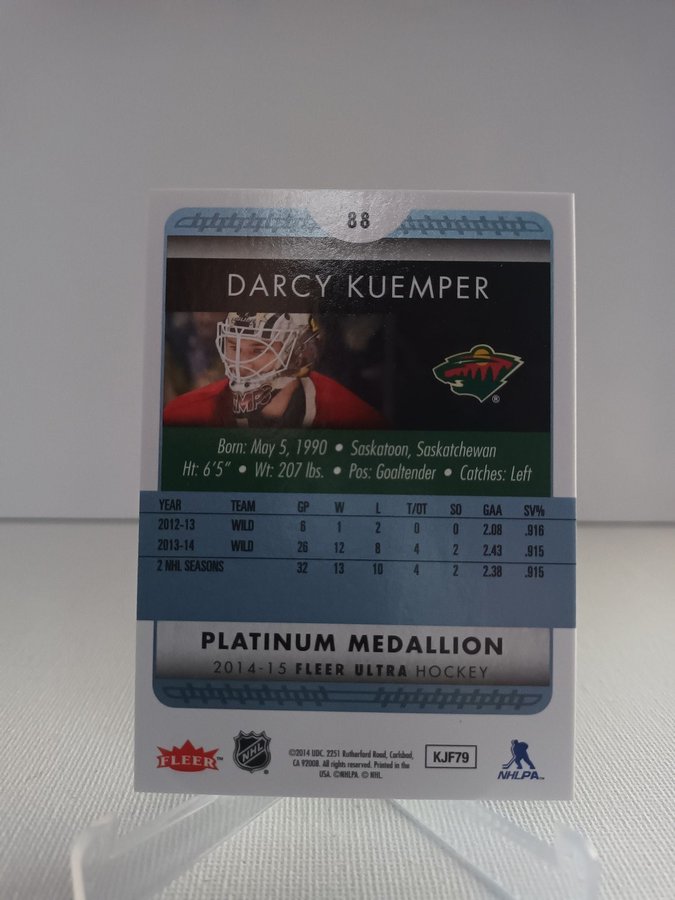 88
DARCY KUEMPER
®
Born: May 5, 1990 • Saskatoon, Saskatchewan
Ht: 6'5" • Wt: 207 lbs. • Pos: Goaltender • Catches: Left
YEAR TEAM GP W L T/OT SO GAA SV%
2012-13 WILD 6 1 2 0 0 2.08 .916
2013-14 WILD 26 12 8 4 2 2.43 .915
2 NHL SEASONS 32 13 10 4 2 2.38 .915
PLATINUM MEDALLION
2014-15 FLEER ULTRA HOCKEY
FLEER™
NHL
©2014 UDC. 2251 Rutherford Road, Carlsbad,
CA 92008. All rights reserved. Printed in the
USA. ©NHLPA. © NHL.
KJF79
NHLPA™